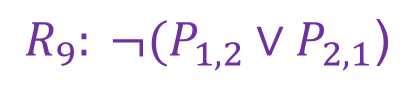 R₉: ¬(P₁,₂ ∨ P₂,₁)